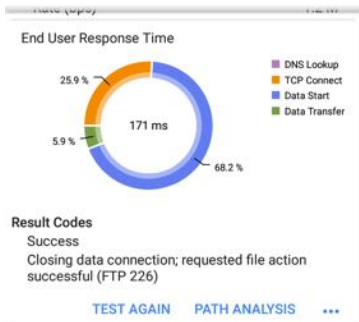 End User Response Time
DNS Lookup
TCP Connect
Data Start
Data Transfer
25.9 %
171 ms
5.9 %
68.2 %
Result Codes
Success
Closing data connection; requested file action
successful (FTP 226)
TEST AGAIN
PATH ANALYSIS